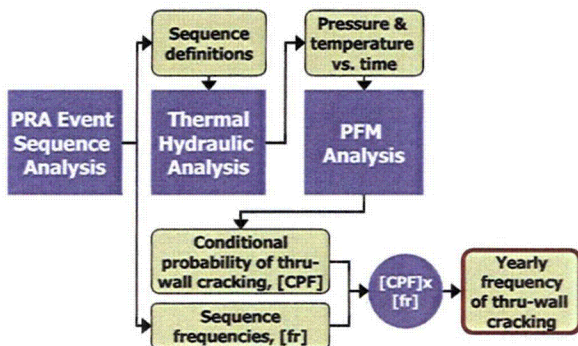 Sequence
definitions
Pressure &
temperature
vs. time
PRA Event
Sequence
Analysis
Thermal
Hydraulic
Analysis
PFM
Analysis
Conditional
probability of thru-
wall cracking, [CPF]
Sequence
frequencies, [fr]
[CPF]x
[fr]
Yearly
frequency
of thru-wall
cracking